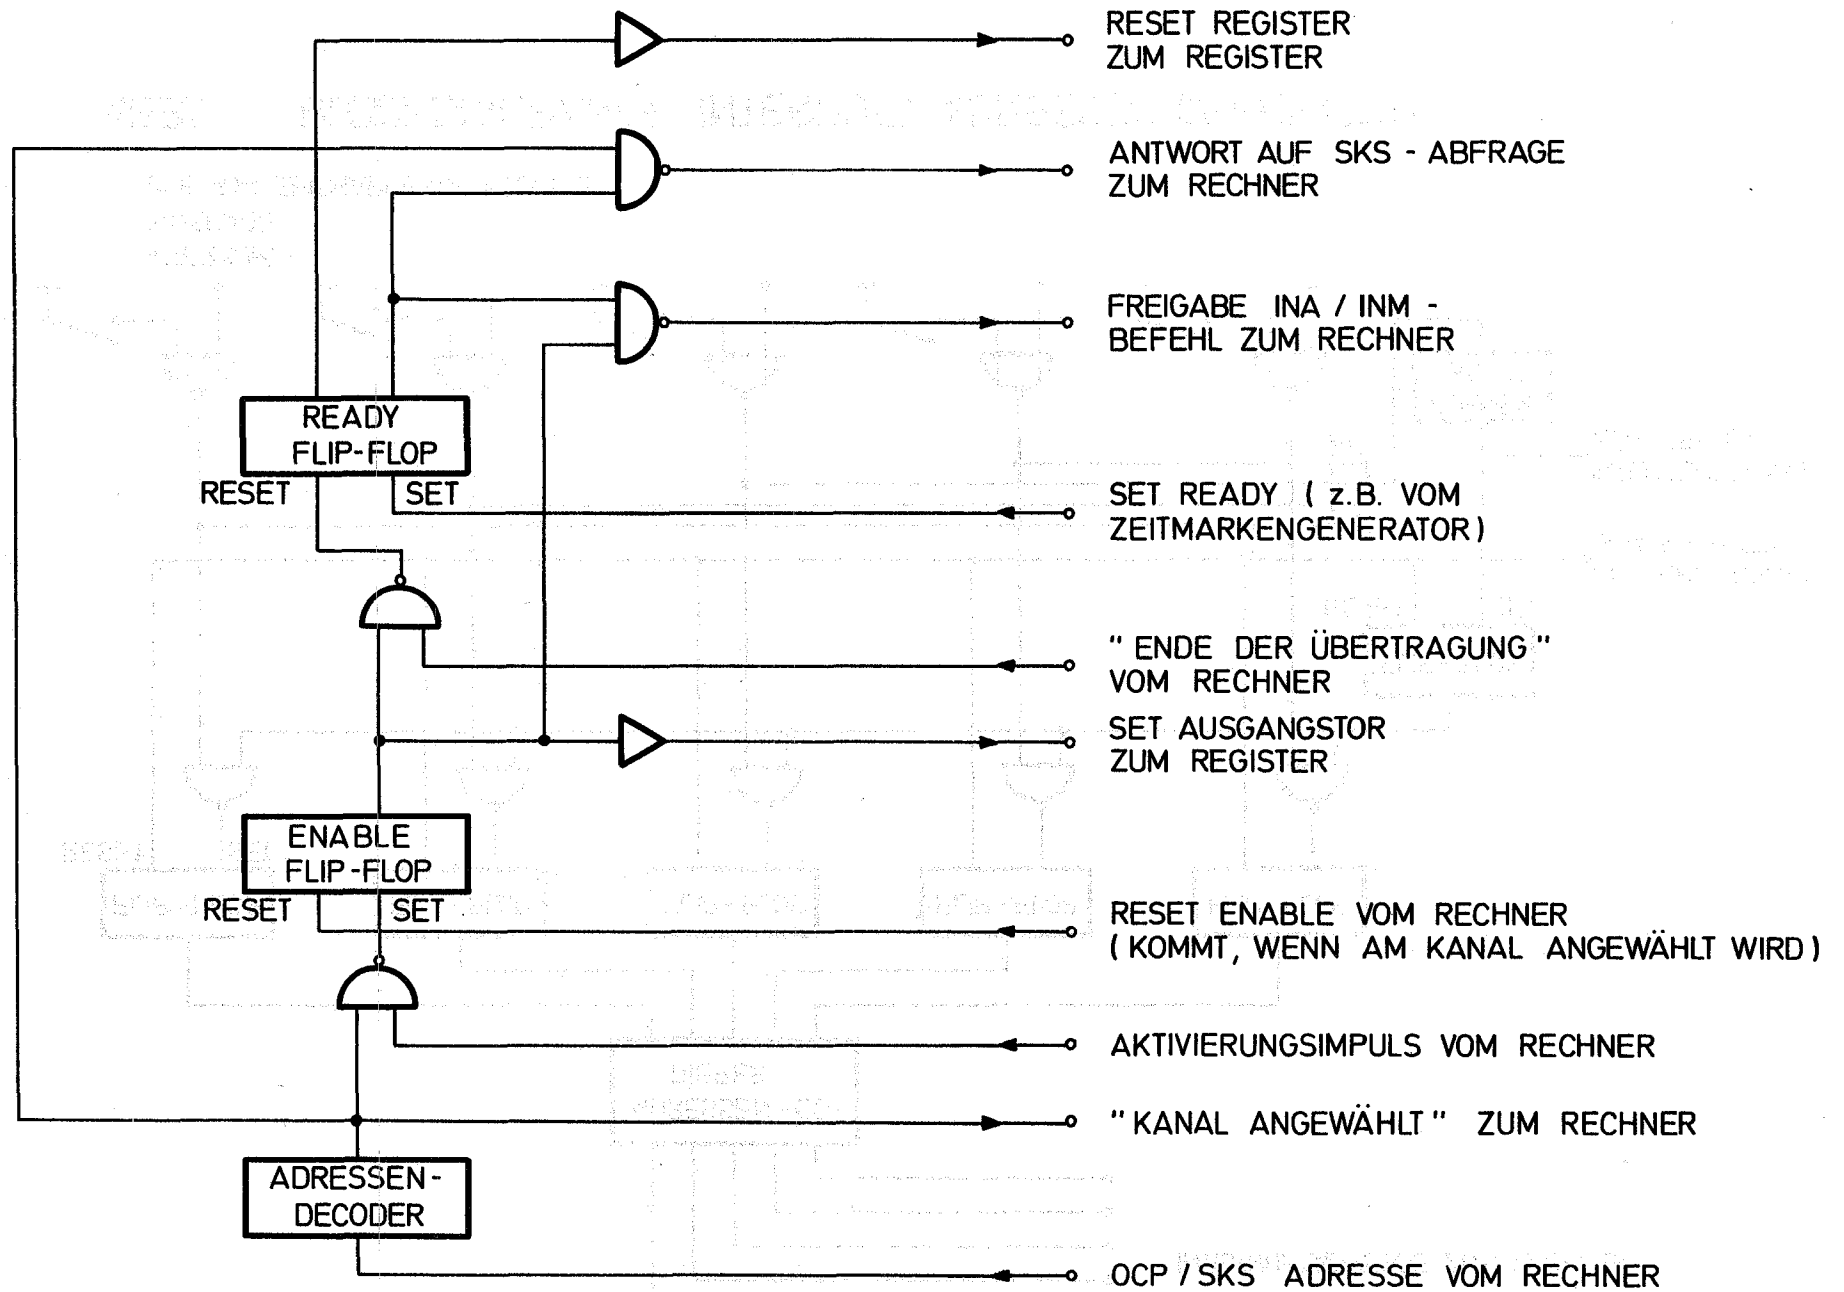 RESET REGISTER
ZUM REGISTER
ANTWORT AUF SKS - ABFRAGE
ZUM RECHNER
FREIGABE INA / INM -
BEFEHL ZUM RECHNER
READY
FLIP-FLOP
RESET SET
SET READY ( z.B. VOM
ZEITMARKENGENERATOR )
" ENDE DER ÜBERTRAGUNG "
VOM RECHNER
SET AUSGANGSTOR
ZUM REGISTER
ENABLE
FLIP-FLOP
RESET SET
RESET ENABLE VOM RECHNER
( KOMMT, WENN AM KANAL ANGEWÄHLT WIRD )
AKTIVIERUNGSIMPULS VOM RECHNER
" KANAL ANGEWÄHLT " ZUM RECHNER
ADRESSEN-
DECODER
OCP / SKS ADRESSE VOM RECHNER